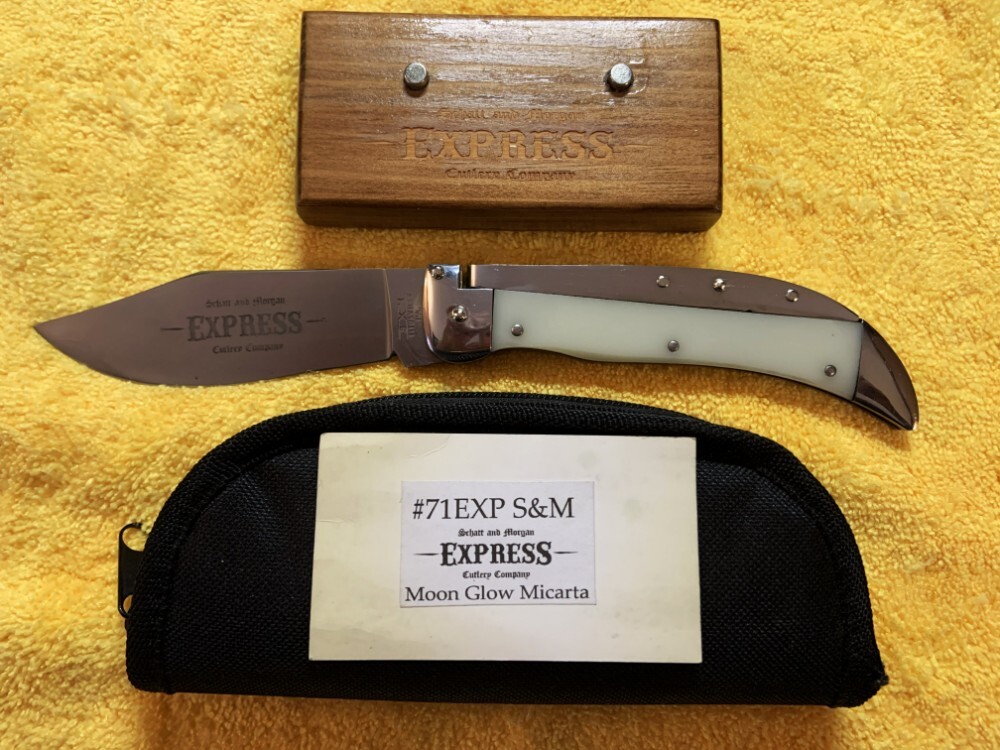 Schatt and Morgan
EXPRESS
Cutlery Company
Schatt and Morgan
EXPRESS
Cutlery Company
#71EXP S&M
Schatt and Morgan
EXPRESS
Cutlery Company
Moon Glow Micarta